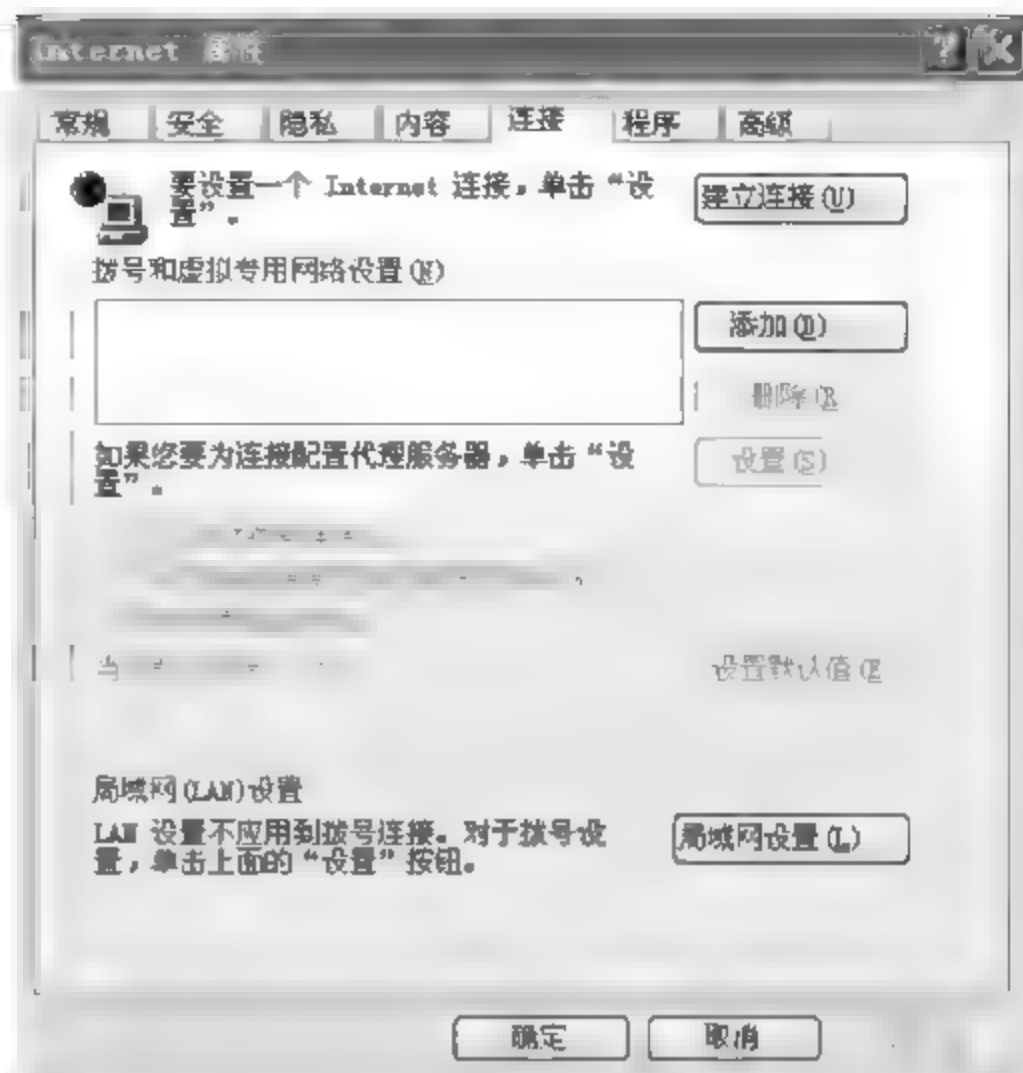 Internet 属性
常规 安全 隐私 内容 连接 程序 高级
要设置一个 Internet 连接，单击“设
置”。
建立连接(U)
拨号和虚拟专用网络设置(N)
添加(D)
删除(R
如果您要为连接配置代理服务器，单击“设
置”。
设置(S)
当
设置默认值(E
局域网(LAN)设置
LAN 设置不应用到拨号连接。对于拨号设
置，单击上面的“设置”按钮。
局域网设置(L)
确定 取消